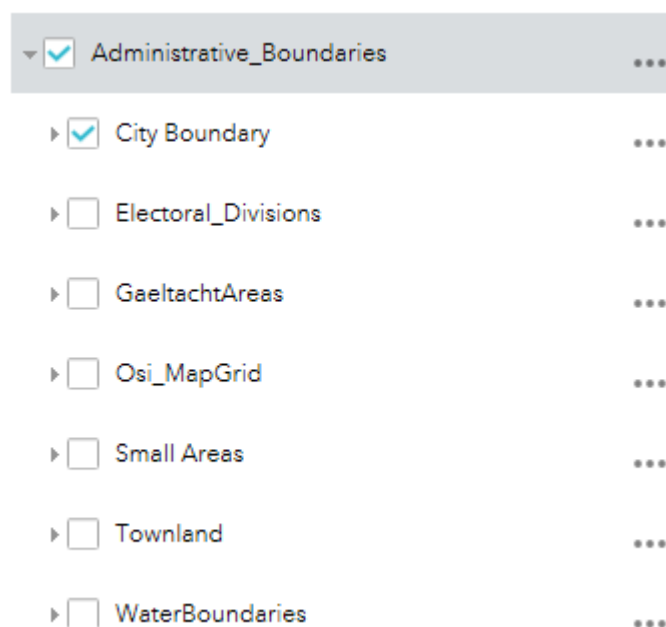 Administrative_Boundaries
City Boundary
Electoral_Divisions
GaeltachtAreas
Osi_MapGrid
Small Areas
Townland
WaterBoundaries